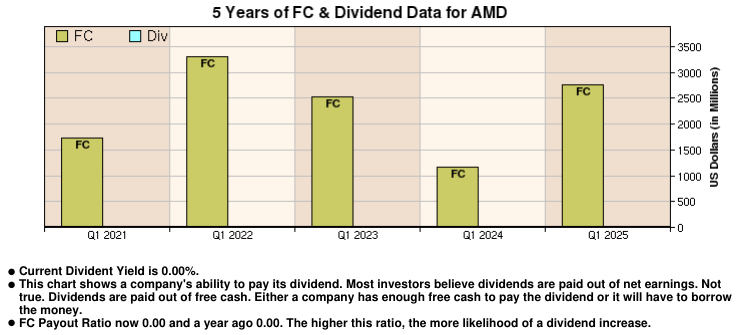 5 Years of FC & Dividend Data for AMD
FC Div
FC
FC
FC
FC
FC
3500
3000
2500
2000
1500
1000
500
0
US Dollars (in Millions)
Q1 2021 Q1 2022 Q1 2023 Q1 2024 Q1 2025
● Current Divident Yield is 0.00%.
● This chart shows a company's ability to pay its dividend. Most investors believe dividends are paid out of net earnings. Not
true. Dividends are paid out of free cash. Either a company has enough free cash to pay the dividend or it will have to borrow
the money.
● FC Payout Ratio now 0.00 and a year ago 0.00. The higher this ratio, the more likelihood of a dividend increase.